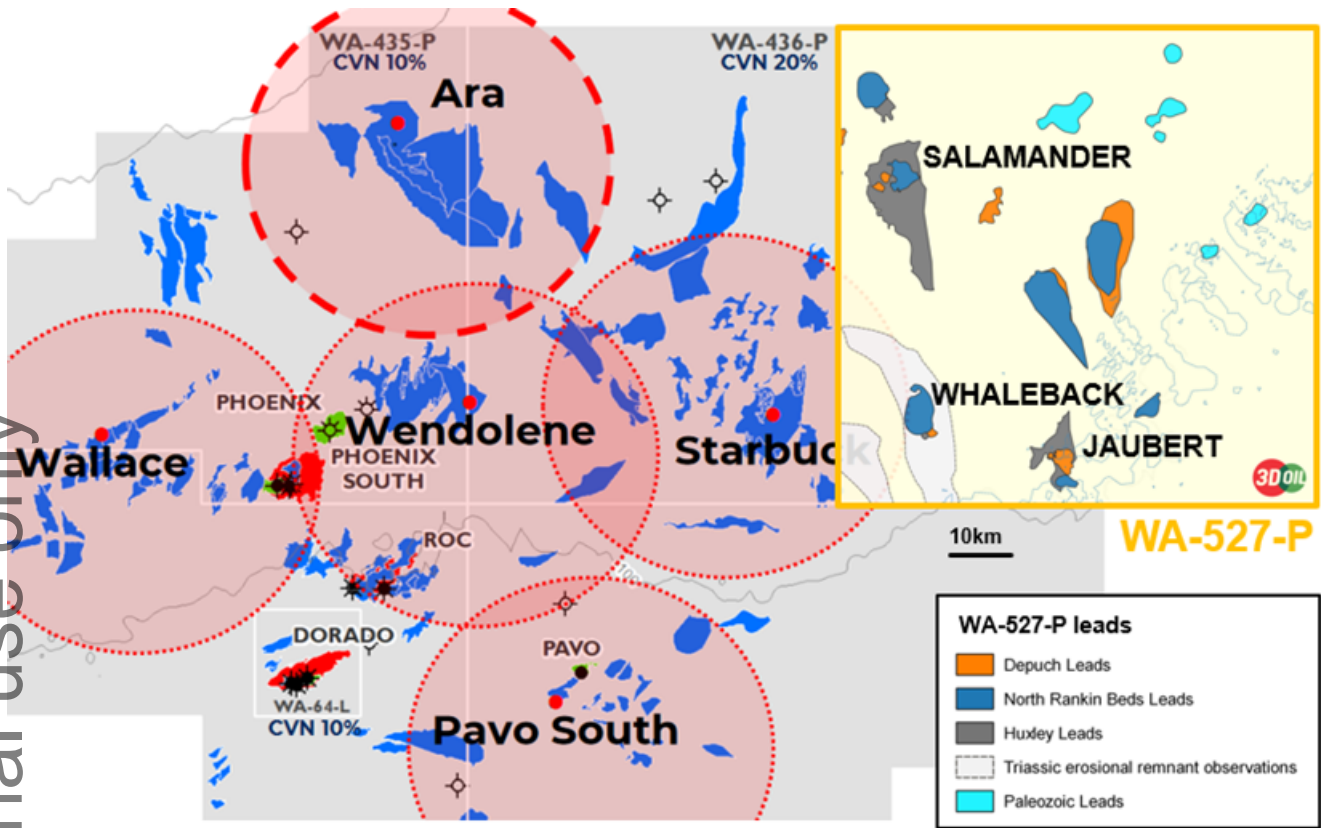 WA-435-P
CVN 10%
WA-436-P
CVN 20%
Ara
SALAMANDER
WHALEBACK
JAUBERT
3D OIL
WA-527-P
10km
PHOENIX
Wendolene
PHOENIX
SOUTH
Wallace
Starbuck
ROC
DORADO
WA-64-L
CVN 10%
PAVO
Pavo South
WA-527-P leads
Depuch Leads
North Rankin Beds Leads
Huxley Leads
Triassic erosional remnant observations
Paleozoic Leads
use only